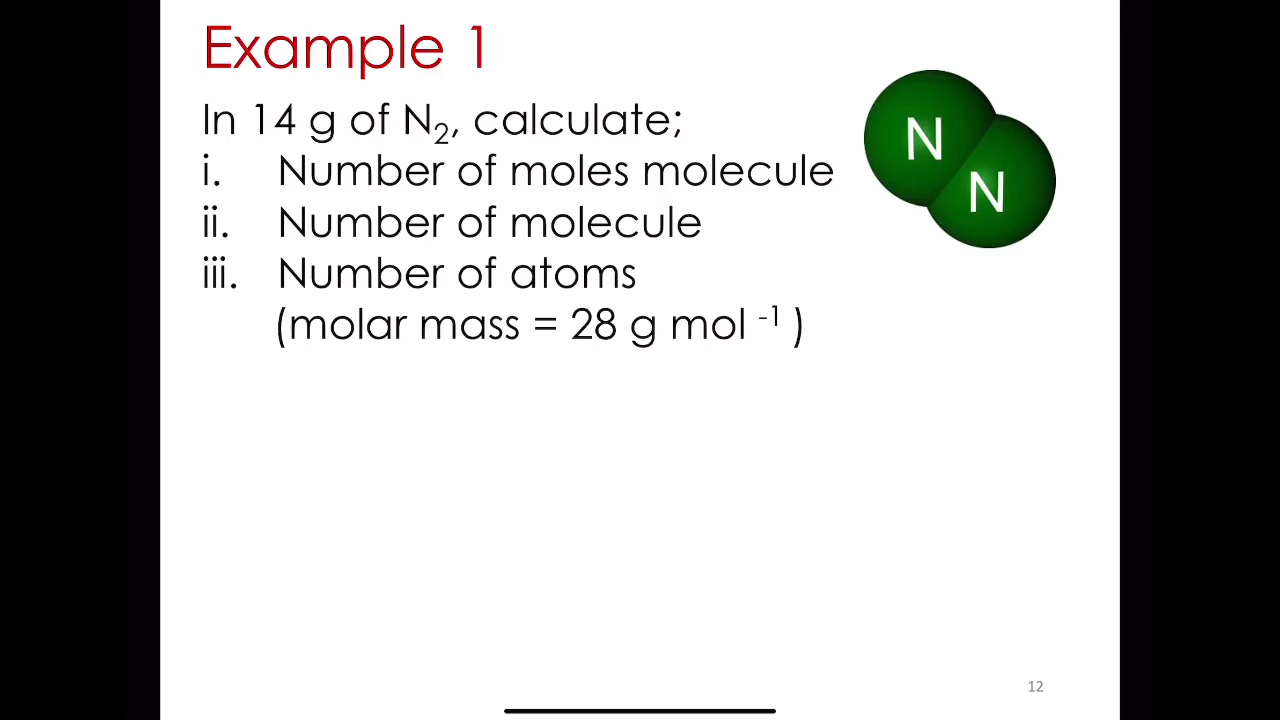 Example 1
In 14 g of N₂, calculate;
i. Number of moles molecule
ii. Number of molecule
iii. Number of atoms
(molar mass = 28 g mol ⁻¹ )
N
N
12